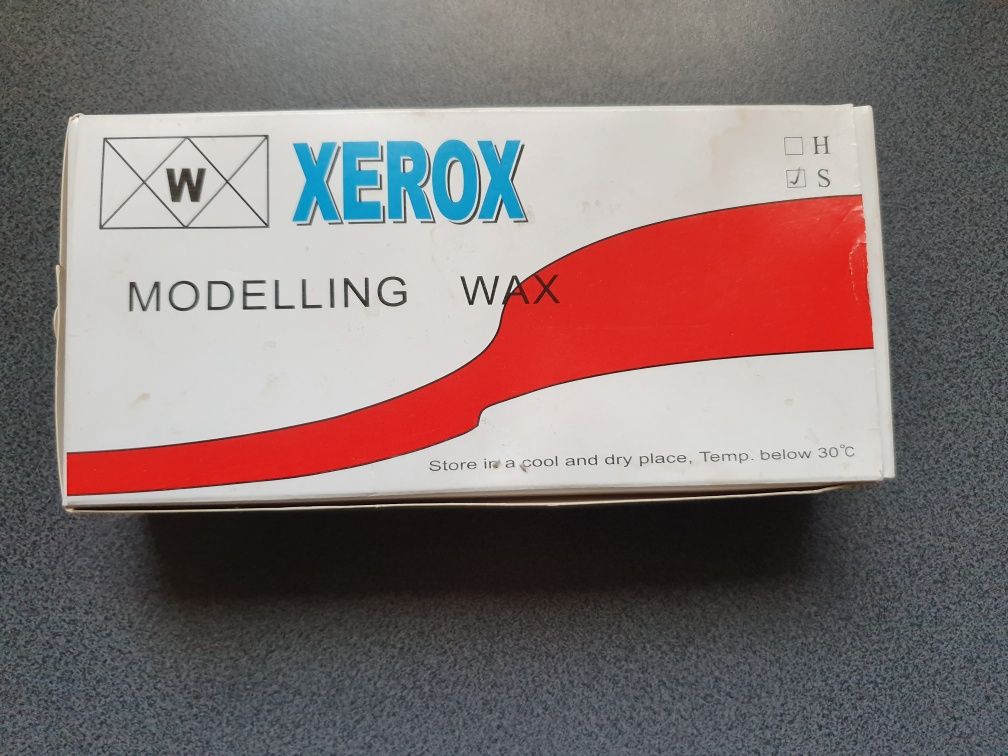 W
XEROX
H
S
MODELLING WAX
Store in a cool and dry place, Temp. below 30°C